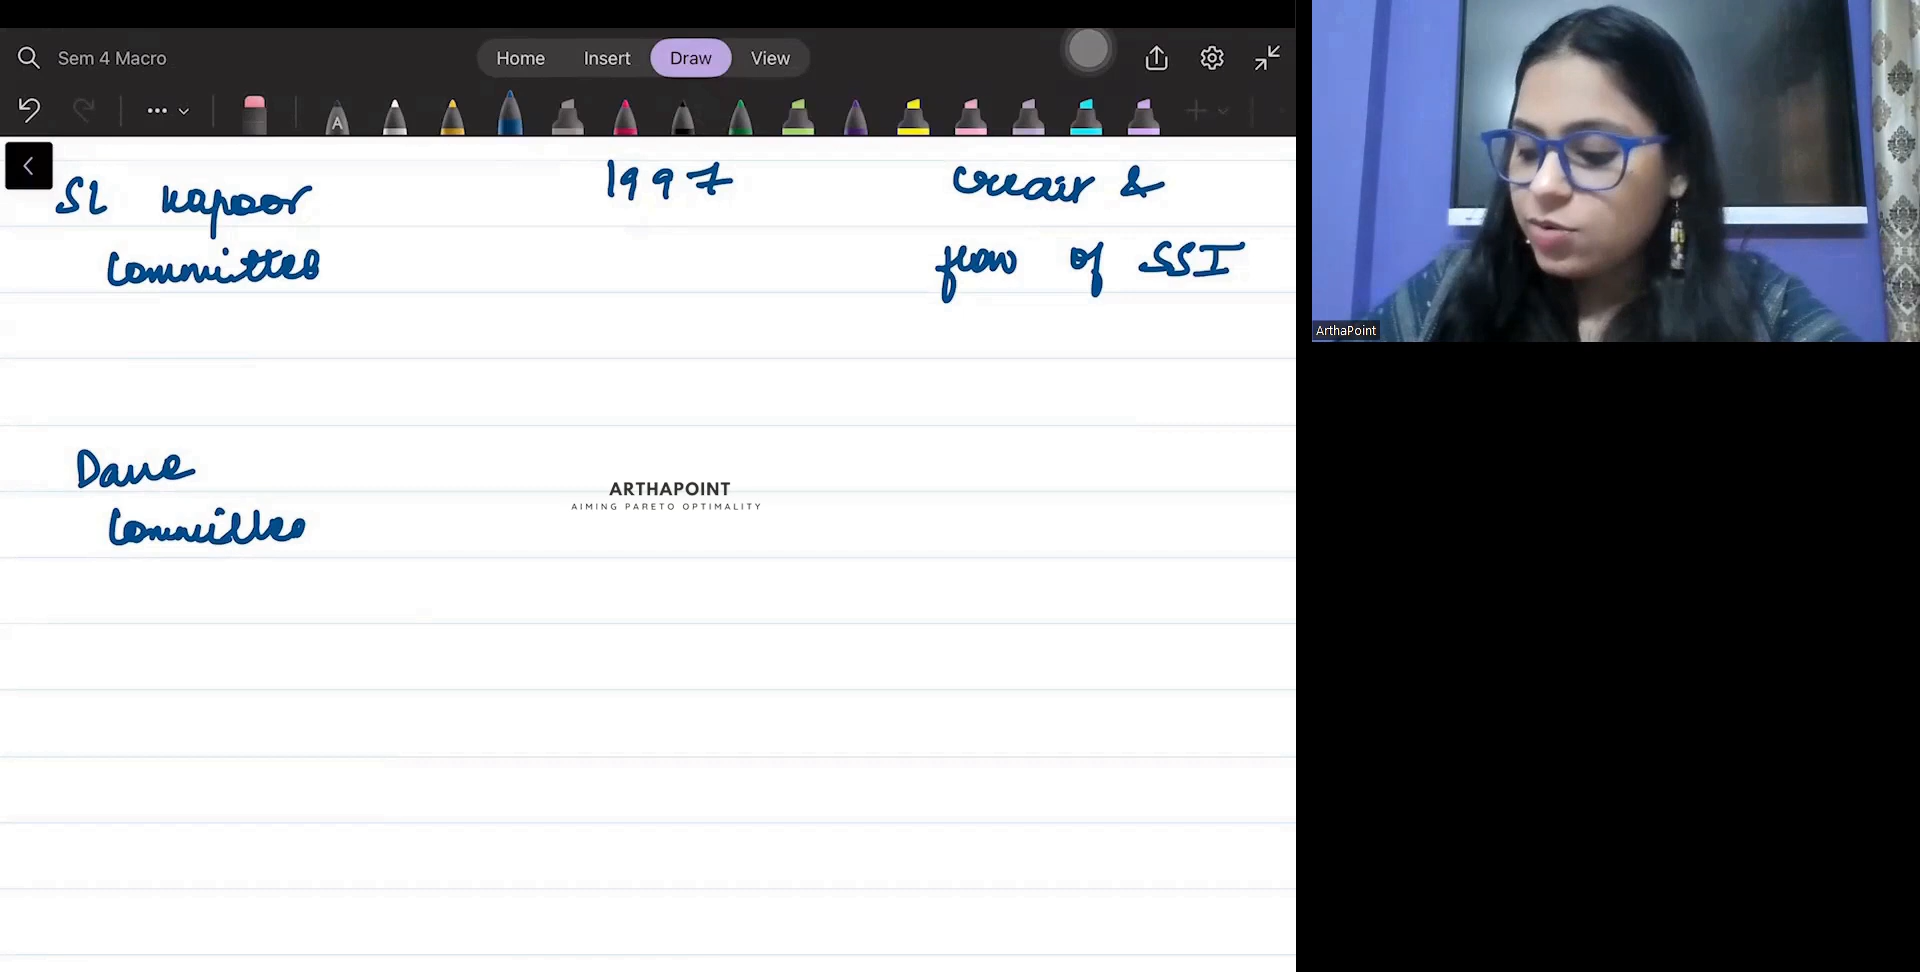 Sem 4 Macro
Home Insert Draw View
A
SL Kapoor 1997 Credit &
Committee flow of SSI
Dave
Committee
ARTHAPOINT
AIMING PARETO OPTIMALITY
ArthaPoint